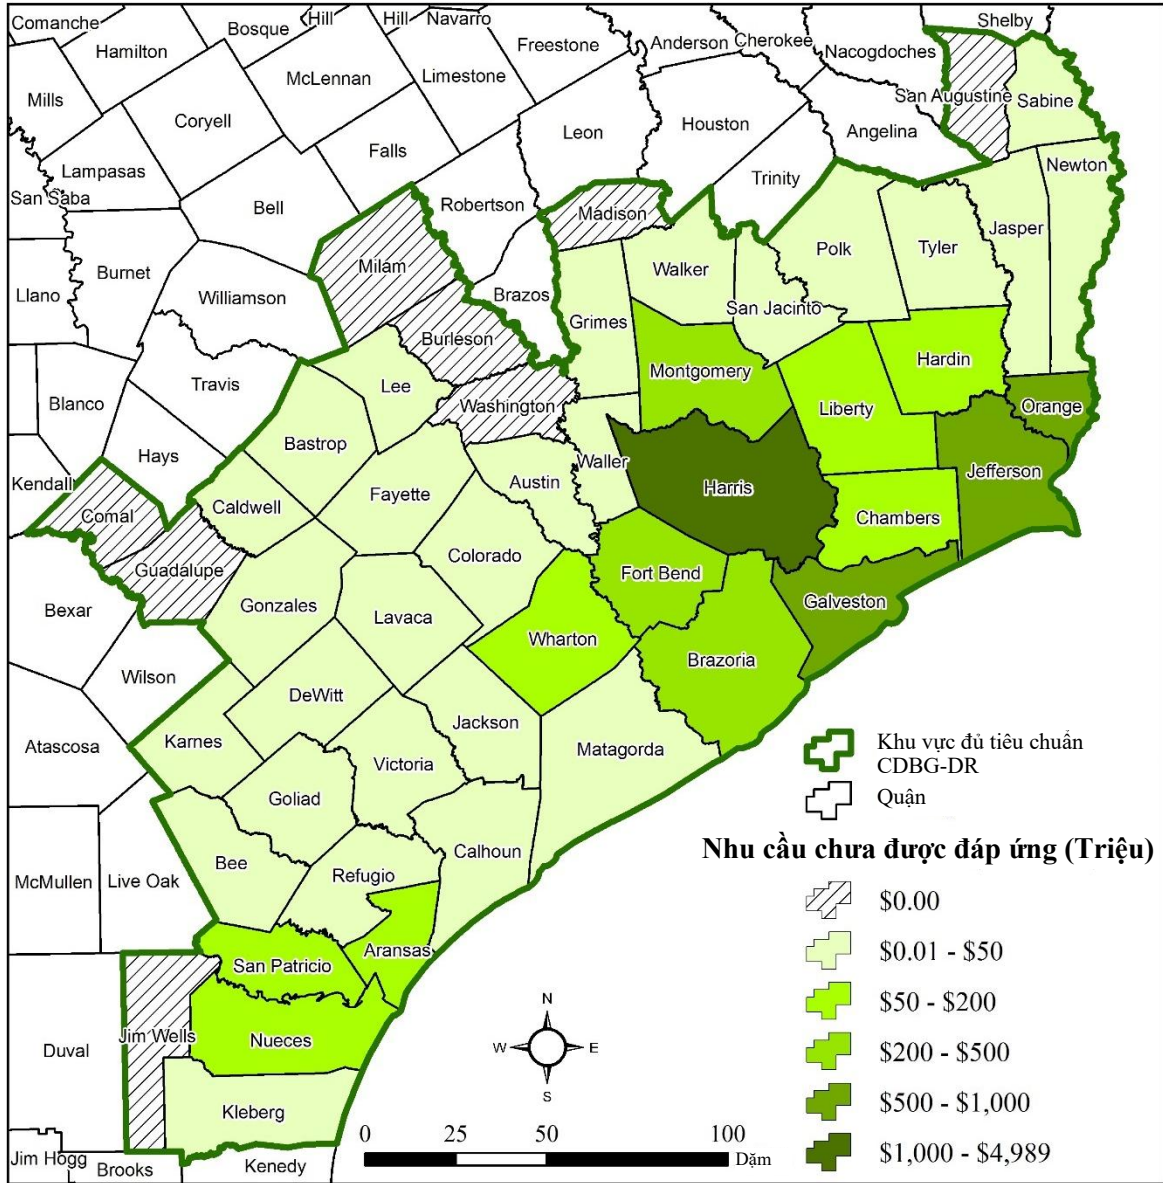 Comanche
Hamilton
Bosque
Hill
Hill
Navarro
Freestone
Anderson
Cherokee
Nacogdoches
Shelby
San Augustine
Sabine
Mills
McLennan
Limestone
Coryell
Leon
Houston
Angelina
Falls
Lampasas
San Saba
Trinity
Newton
Bell
Robertson
Madison
Jasper
Burnet
Milam
Walker
Polk
Tyler
Llano
Williamson
Brazos
San Jacinto
Grimes
Burleson
Hardin
Travis
Lee
Montgomery
Blanco
Washington
Liberty
Orange
Bastrop
Hays
Waller
Jefferson
Kendall
Fayette
Austin
Harris
Comal
Caldwell
Chambers
Colorado
Guadalupe
Fort Bend
Bexar
Gonzales
Lavaca
Galveston
Wharton
Brazoria
Wilson
DeWitt
Jackson
Karnes
Atascosa
Victoria
Matagorda
Goliad
Calhoun
Bee
Refugio
McMullen
Live Oak
Aransas
San Patricio
Jim Wells
Nueces
Duval
Kleberg
Jim Hogg
Brooks
Kenedy
Khu vực đủ tiêu chuẩn
CDBG-DR
Quận
Nhu cầu chưa được đáp ứng (Triệu)
$0.00
$0.01 - $50
$50 - $200
$200 - $500
$500 - $1,000
$1,000 - $4,989
N
W E
S
0 25 50 100
Dặm